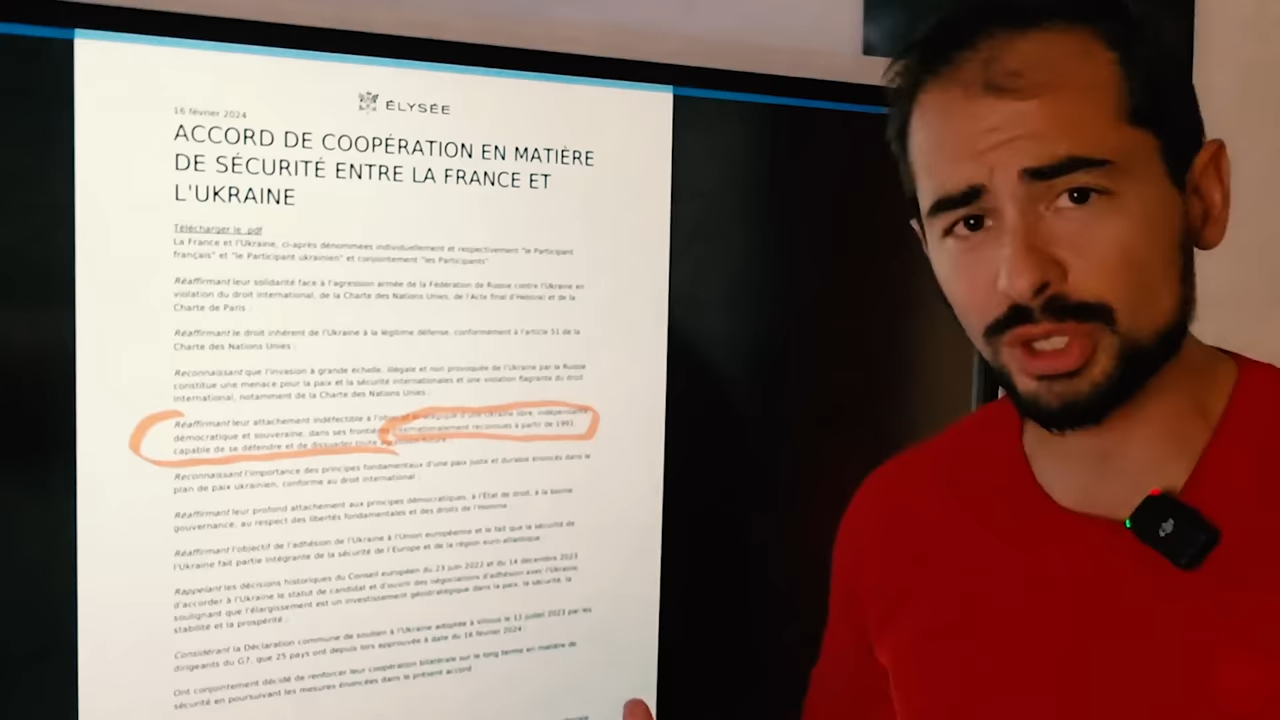 16 février 2024
ÉLYSÉE
ACCORD DE COOPÉRATION EN MATIÈRE
DE SÉCURITÉ ENTRE LA FRANCE ET
L'UKRAINE
Télécharger le .pdf
La France et l'Ukraine, ci-après dénommées individuellement et respectivement "le Participant
français" et "le Participant ukrainien" et conjointement "les Participants"
Réaffirmant leur solidarité face à l'agression armée de la Fédération de Russie contre l'Ukraine en
violation du droit international, de la Charte des Nations Unies, de l'Acte final d'Helsinki et de la
Charte de Paris ;
Réaffirmant le droit inhérent de l'Ukraine à la légitime défense, conformément à l'article 51 de la
Charte des Nations Unies ;
Reconnaissant que l'invasion à grande échelle, illégale et non provoquée de l'Ukraine par la Russie
constitue une menace pour la paix et la sécurité internationales et une violation flagrante du droit
international, notamment de la Charte des Nations Unies ;
Réaffirmant leur attachement indéfectible à l'objectif stratégique d'une Ukraine libre, indépendante
démocratique et souveraine, dans ses frontières internationalement reconnues à partir de 1991,
capable de se défendre et de dissuader toute agression future
Reconnaissant l'importance des principes fondamentaux d'une paix juste et durable énoncés dans le
plan de paix ukrainien, conforme au droit international ;
Réaffirmant leur profond attachement aux principes démocratiques, à l'État de droit, à la bonne
gouvernance, au respect des libertés fondamentales et des droits de l'Homme
Réaffirmant l'objectif de l'adhésion de l'Ukraine à l'Union européenne et le fait que la sécurité de
l'Ukraine fait partie intégrante de la sécurité de l'Europe et de la région euro-atlantique
Rappelant les décisions historiques du Conseil européen du 23 juin 2022 et du 14 décembre 2023
d'accorder à l'Ukraine le statut de candidat et d'ouvrir des négociations d'adhésion avec l'Ukraine,
soulignant que l'élargissement est un investissement géostratégique dans la paix, la sécurité, la
stabilité et la prospérité ;
Considérant la Déclaration commune de soutien à l'Ukraine adoptée à Vilnius le 12 juillet 2023 par les
dirigeants du G7, que 25 pays ont depuis lors approuvée à date du 16 février 2024 ;
Ont conjointement décidé de renforcer leur coopération bilatérale sur le long terme en matière de
sécurité en poursuivant les mesures énoncées dans le présent accord
dji